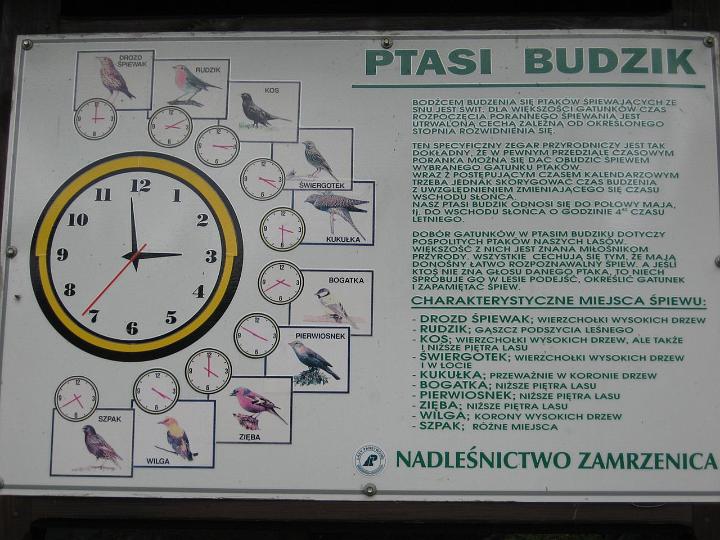 PTASI BUDZIK
BODŹCEM BUDZENIA SIĘ PTAKÓW ŚPIEWAJĄCYCH ZE
SNU JEST ŚWIT. DLA WIĘKSZOŚCI GATUNKÓW CZAS
ROZPOCZĘCIA PORANNEGO ŚPIEWANIA JEST
UTRWALONĄ CECHĄ ZALEŻNĄ OD OKREŚLONEGO
STOPNIA ROZWIDNIENIA SIĘ.
TEN SPECYFICZNY ZEGAR PRZYRODNICZY JEST TAK
DOKŁADNY, ŻE W PEWNYM PRZEDZIALE CZASOWYM
PORANKA MOŻNA SIĘ DAĆ OBUDZIĆ ŚPIEWEM
WYBRANEGO GATUNKU PTAKÓW.
WRAZ Z POSTĘPUJĄCYM CZASEM KALENDARZOWYM
TRZEBA JEDNAK SKORYGOWAĆ CZAS BUDZENIA
Z UWZGLĘDNIENIEM ZMIENIAJĄCEGO SIĘ CZASU
WSCHODU SŁOŃCA.
NASZ PTASI BUDZIK ODNOSI SIĘ DO POŁOWY MAJA,
tj. DO WSCHODU SŁOŃCA O GODZINIE CZASU
LETNIEGO.
DOBÓR GATUNKÓW W PTASIM BUDZIKU DOTYCZY
POSPOLITYCH PTAKÓW NASZYCH LASÓW.
WIĘKSZOŚĆ Z NICH JEST ZNANA MIŁOŚNIKOM
PRZYRODY. WSZYSTKIE CECHUJĄ SIĘ TYM, ŻE MAJĄ
DONOŚNY ŁATWO ROZPOZNAWALNY ŚPIEW. A JEŚLI
KTOŚ NIE ZNA GŁOSU DANEGO PTAKA, TO NIECH
SPRÓBUJE GO W LESIE PODEJŚĆ, OKREŚLIĆ GATUNEK
I ZAPAMIĘTAĆ ŚPIEW.
CHARAKTERYSTYCZNE MIEJSCA ŚPIEWU:
- DROZD ŚPIEWAK; WIERZCHOŁKI WYSOKICH DRZEW
- RUDZIK; GĄSZCZ PODSZYCIA LEŚNEGO
- KOS; WIERZCHOŁKI WYSOKICH DRZEW, ALE TAKŻE
I NIŻSZE PIĘTRA LASU
- ŚWIERGOTEK; WIERZCHOŁKI WYSOKICH DRZEW
I W LOCIE
- KUKUŁKA; PRZEWAŻNIE W KORONIE DRZEW
- BOGATKA; NIŻSZE PIĘTRA LASU
- PIERWIOSNEK; NIŻSZE PIĘTRA LASU
- ZIĘBA; NIŻSZE PIĘTRA LASU
- WILGA; KORONY WYSOKICH DRZEW
- SZPAK; RÓŻNE MIEJSCA
NADLEŚNICTWO ZAMRZENICA
DROZD
ŚPIEWAK
RUDZIK
KOS
ŚWIERGOTEK
KUKUŁKA
BOGATKA
PIERWIOSNEK
ZIĘBA
WILGA
SZPAK
12
1
2
3
4
5
6
7
8
9
10
11